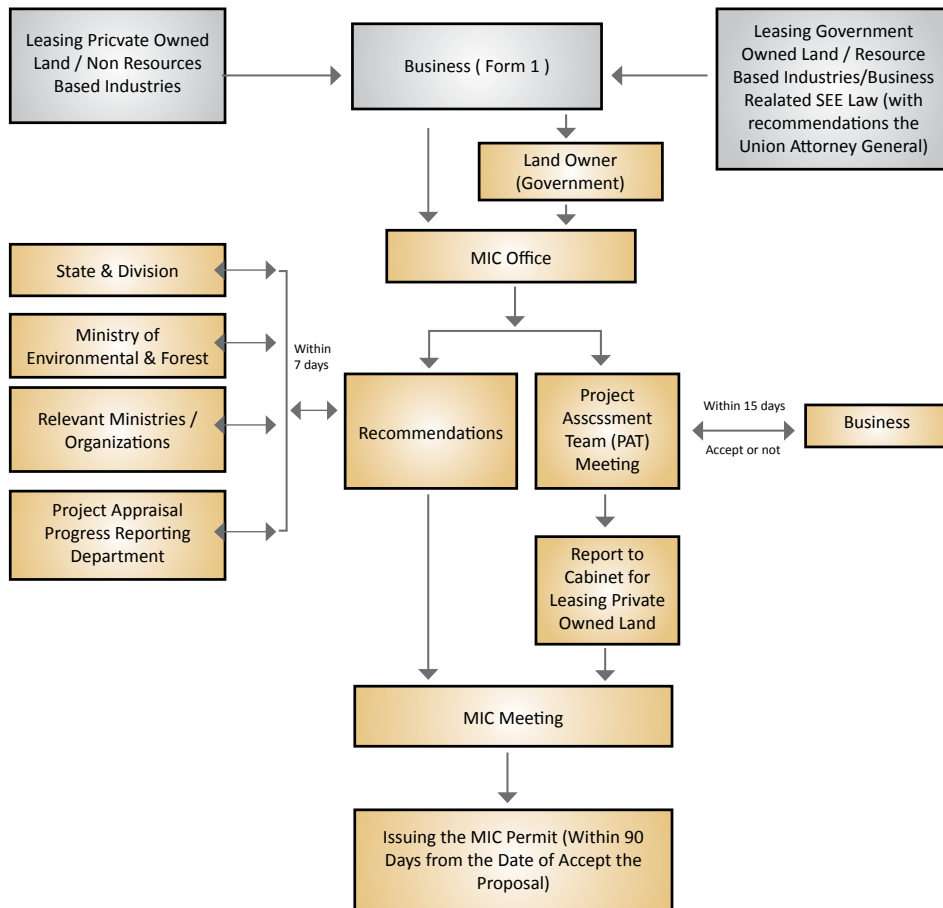 Leasing Pricvate Owned
Land / Non Resources
Based Industries
Business ( Form 1 )
Leasing Government
Owned Land / Resource
Based Industries/Business
Realated SEE Law (with
recommendations the
Union Attorney General)
Land Owner
(Government)
MIC Office
State & Division
Ministry of
Environmental & Forest
Relevant Ministries /
Organizations
Project Appraisal
Progress Reporting
Department
Within
7 days
Recommendations
Project
Asscssment
Team (PAT)
Meeting
Within 15 days
Accept or not
Business
Report to
Cabinet for
Leasing Private
Owned Land
MIC Meeting
Issuing the MIC Permit (Within 90
Days from the Date of Accept the
Proposal)